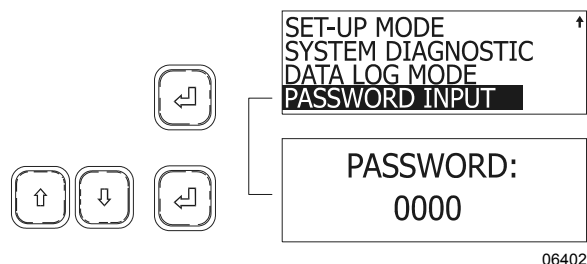 SET-UP MODE
SYSTEM DIAGNOSTIC
DATA LOG MODE
PASSWORD INPUT
PASSWORD:
0000
06402